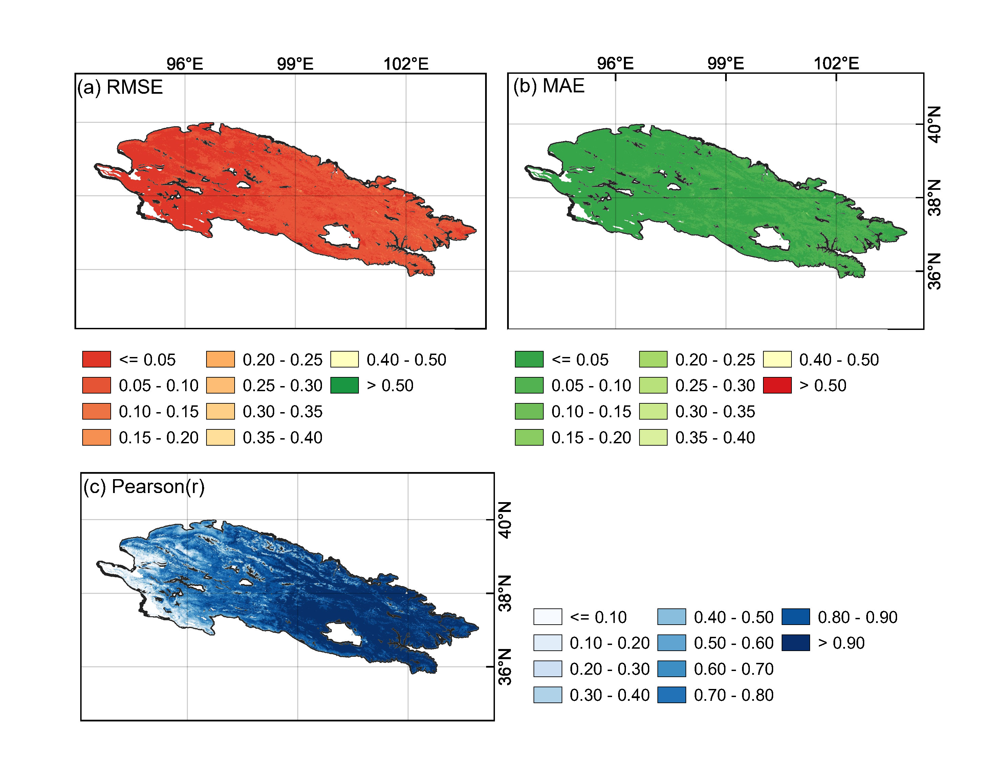 96°E 99°E 102°E 96°E 99°E 102°E
(a) RMSE
(b) MAE
40°N
38°N
36°N
<= 0.05 0.20 - 0.25 0.40 - 0.50
0.05 - 0.10 0.25 - 0.30 > 0.50
0.10 - 0.15 0.30 - 0.35
0.15 - 0.20 0.35 - 0.40
<= 0.05 0.20 - 0.25 0.40 - 0.50
0.05 - 0.10 0.25 - 0.30 > 0.50
0.10 - 0.15 0.30 - 0.35
0.15 - 0.20 0.35 - 0.40
(c) Pearson(r)
40°N
38°N
36°N
<= 0.10 0.40 - 0.50 0.80 - 0.90
0.10 - 0.20 0.50 - 0.60 > 0.90
0.20 - 0.30 0.60 - 0.70
0.30 - 0.40 0.70 - 0.80